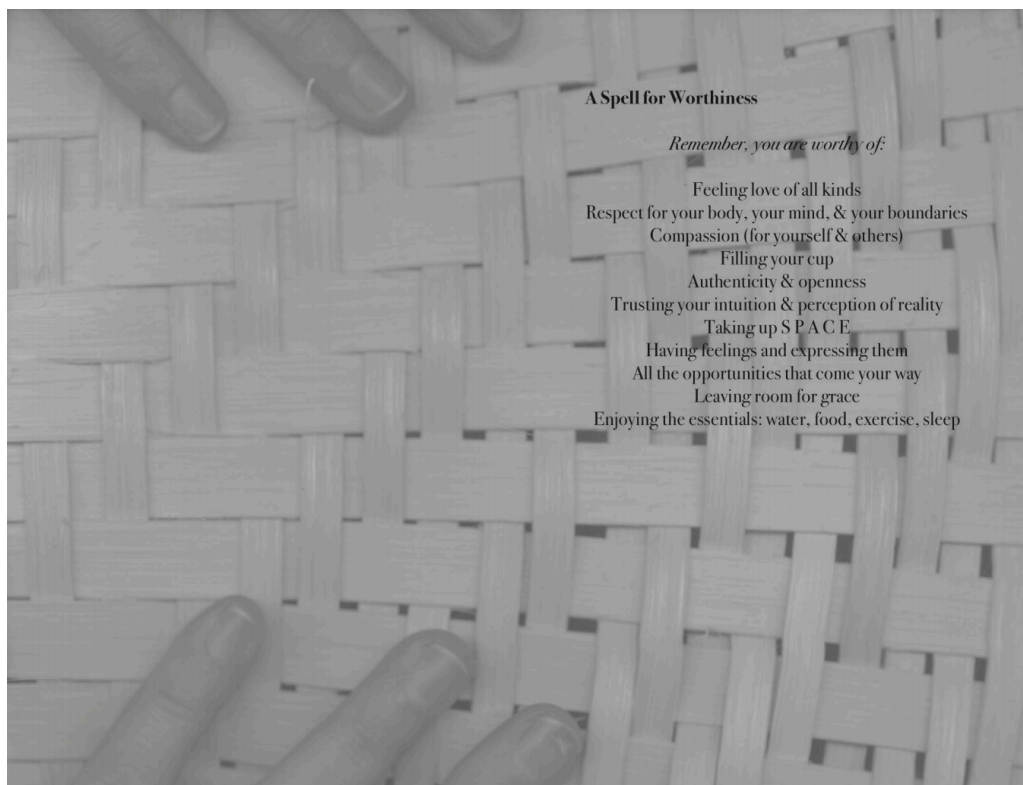 A Spell for Worthiness
Remember, you are worthy of:
Feeling love of all kinds
Respect for your body, your mind, & your boundaries
Compassion (for yourself & others)
Filling your cup
Authenticity & openness
Trusting your intuition & perception of reality
Taking up S P A C E
Having feelings and expressing them
All the opportunities that come your way
Leaving room for grace
Enjoying the essentials: water, food, exercise, sleep